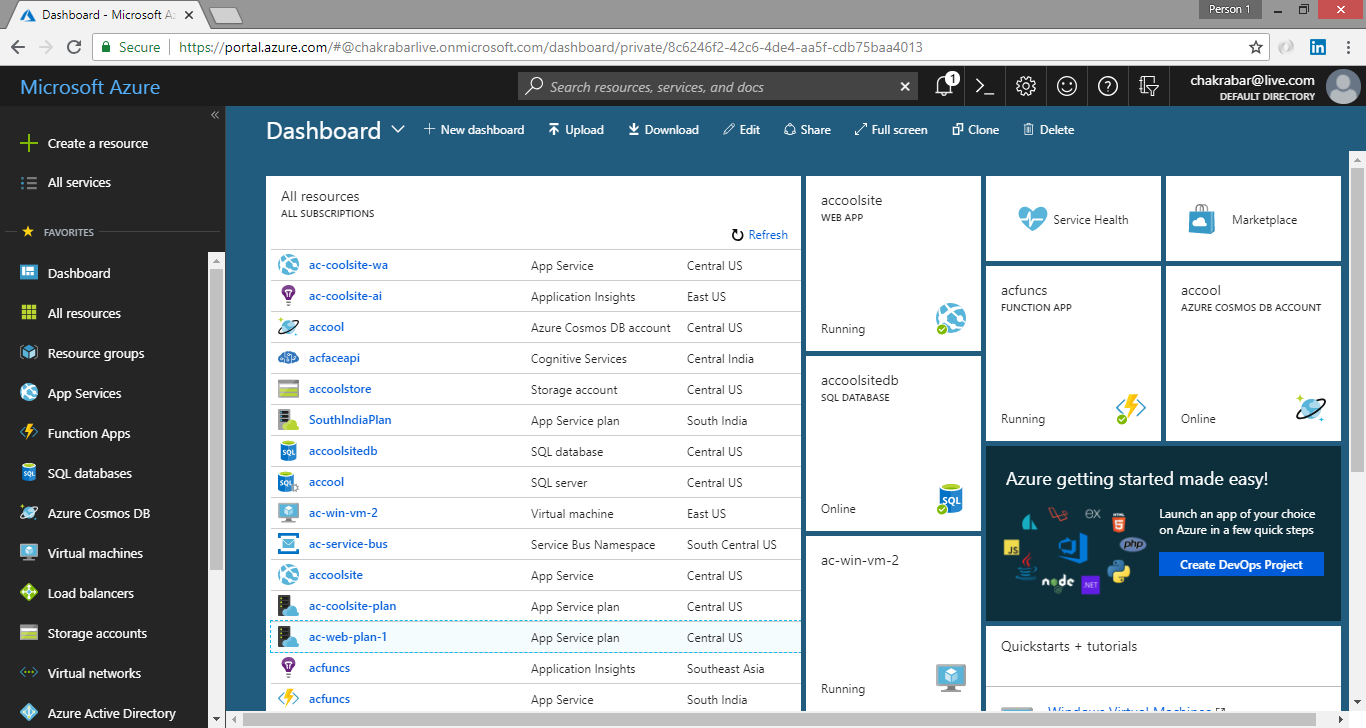 Dashboard - Microsoft Az
Person 1
Secure
https://portal.azure.com/#@chakrabarlive.onmicrosoft.com/dashboard/private/8c6246f2-42c6-4de4-aa5f-cdb75baa4013
Microsoft Azure
Search resources, services, and docs
1
chakrabar@live.com
DEFAULT DIRECTORY
Create a resource
All services
FAVORITES
Dashboard
All resources
Resource groups
App Services
Function Apps
SQL databases
Azure Cosmos DB
Virtual machines
Load balancers
Storage accounts
Virtual networks
Azure Active Directory
Dashboard
New dashboard
Upload
Download
Edit
Share
Full screen
Clone
Delete
All resources
ALL SUBSCRIPTIONS
Refresh
ac-coolsite-wa App Service Central US
ac-coolsite-ai Application Insights East US
accool Azure Cosmos DB account Central US
acfaceapi Cognitive Services Central India
accoolstore Storage account Central US
SouthIndiaPlan App Service plan South India
accoolsitedb SQL database Central US
accool SQL server Central US
ac-win-vm-2 Virtual machine East US
ac-service-bus Service Bus Namespace South Central US
accoolsite App Service Central US
ac-coolsite-plan App Service plan Central US
ac-web-plan-1 App Service plan Central US
acfuncs Application Insights Southeast Asia
acfuncs App Service South India
accoolsite
WEB APP
Running
accoolsitedb
SQL DATABASE
SQL
Online
ac-win-vm-2
Running
Service Health
Marketplace
acfuncs
FUNCTION APP
Running
accool
AZURE COSMOS DB ACCOUNT
Online
Azure getting started made easy!
EX
JS
php
node
.NET
Launch an app of your choice
on Azure in a few quick steps
Create DevOps Project
Quickstarts + tutorials
Windows Virtual Machines